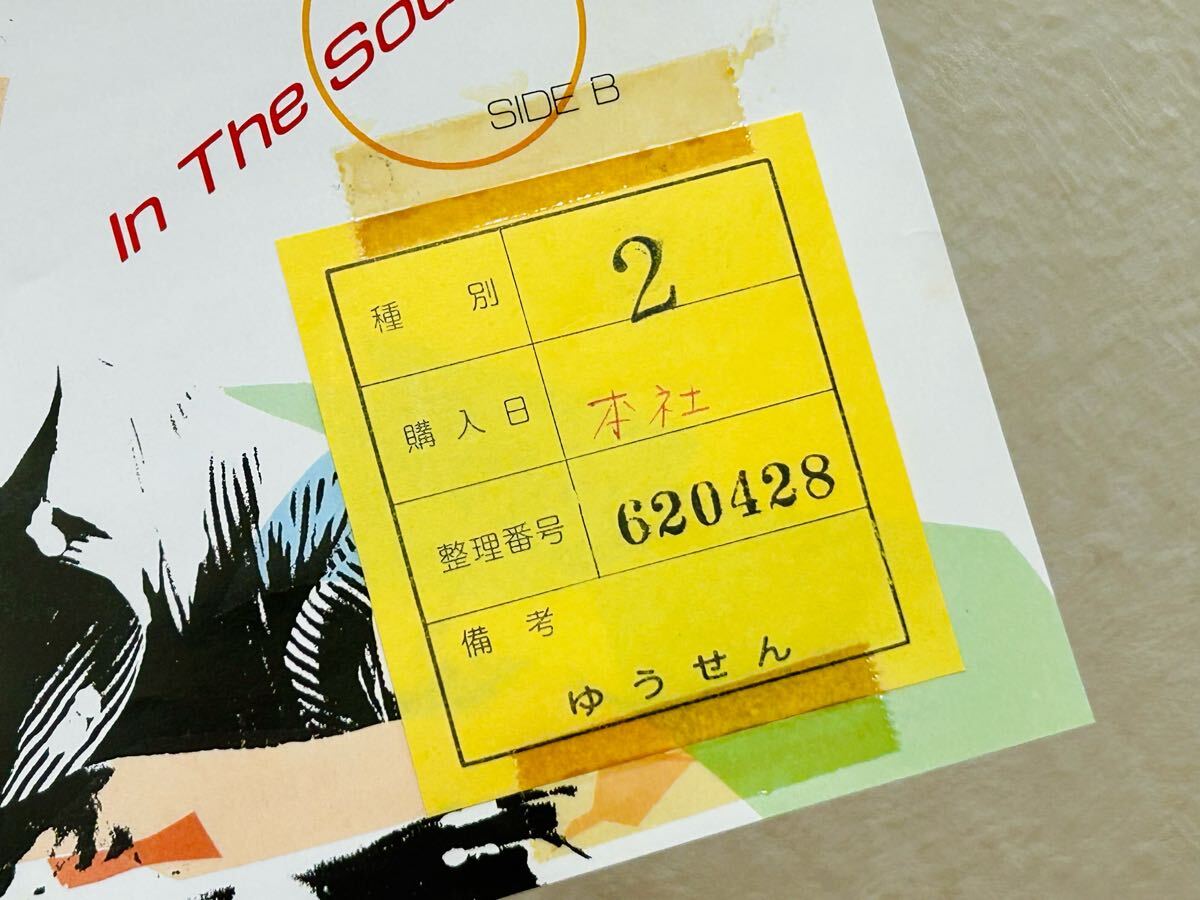 In The
SIDE B
種別 2
購入日 本社
整理番号 620428
備考
ゆうせん